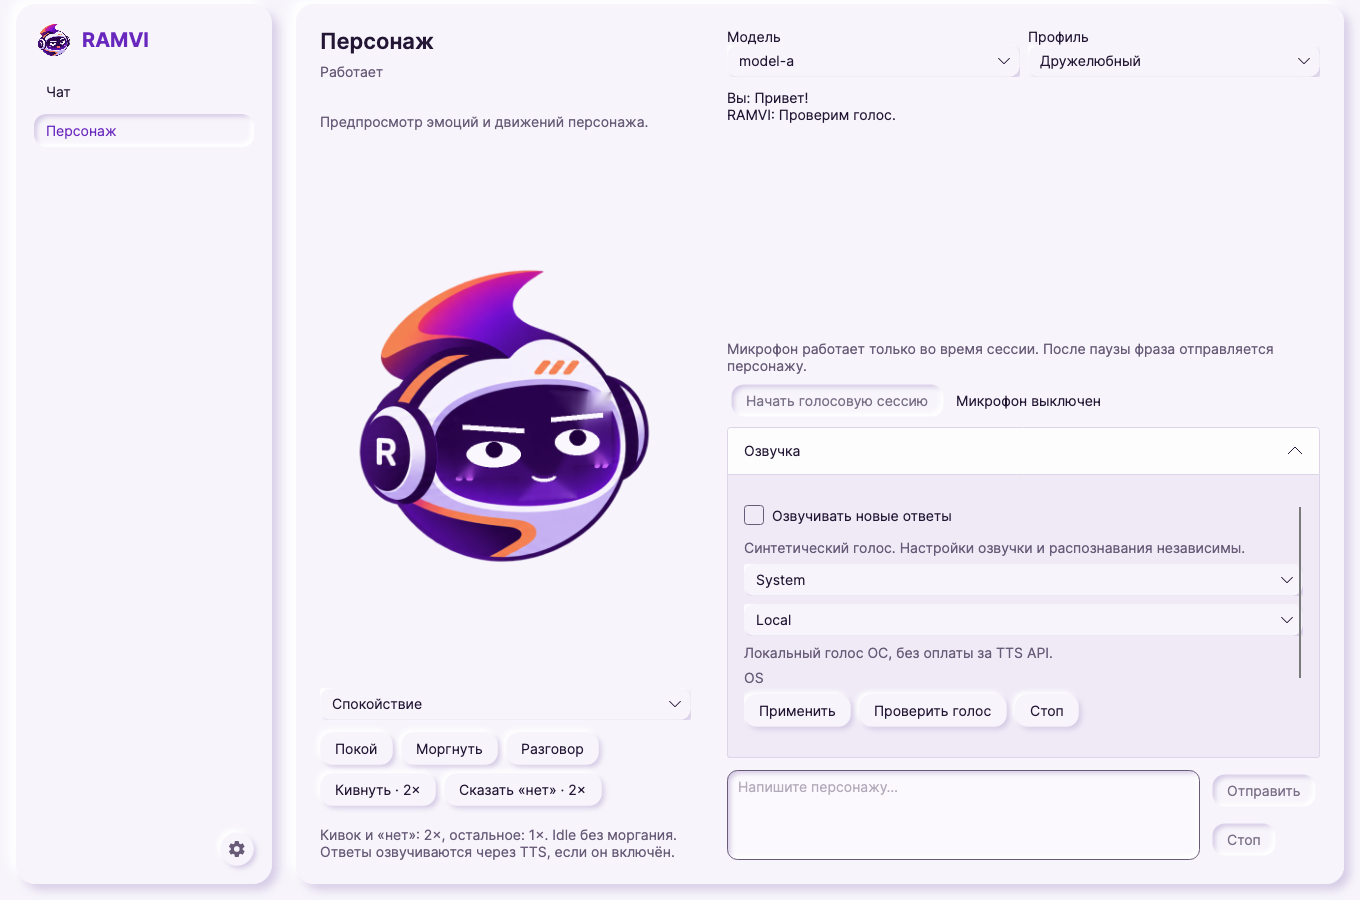 RAMVI
Чат
Персонаж
Персонаж
Работает
Предпросмотр эмоций и движений персонажа.
R
Спокойствие
Покой
Моргнуть
Разговор
Кивнуть · 2×
Сказать «нет» · 2×
Кивок и «нет»: 2×, остальное: 1×. Idle без моргания.
Ответы озвучиваются через TTS, если он включён.
Модель
Профиль
model-a
Дружелюбный
Вы: Привет!
RAMVI: Проверим голос.
Микрофон работает только во время сессии. После паузы фраза отправляется
персонажу.
Начать голосовую сессию
Микрофон выключен
Озвучка
Озвучивать новые ответы
Синтетический голос. Настройки озвучки и распознавания независимы.
System
Local
Локальный голос ОС, без оплаты за TTS API.
OS
Применить
Проверить голос
Стоп
Напишите персонажу...
Отправить
Стоп